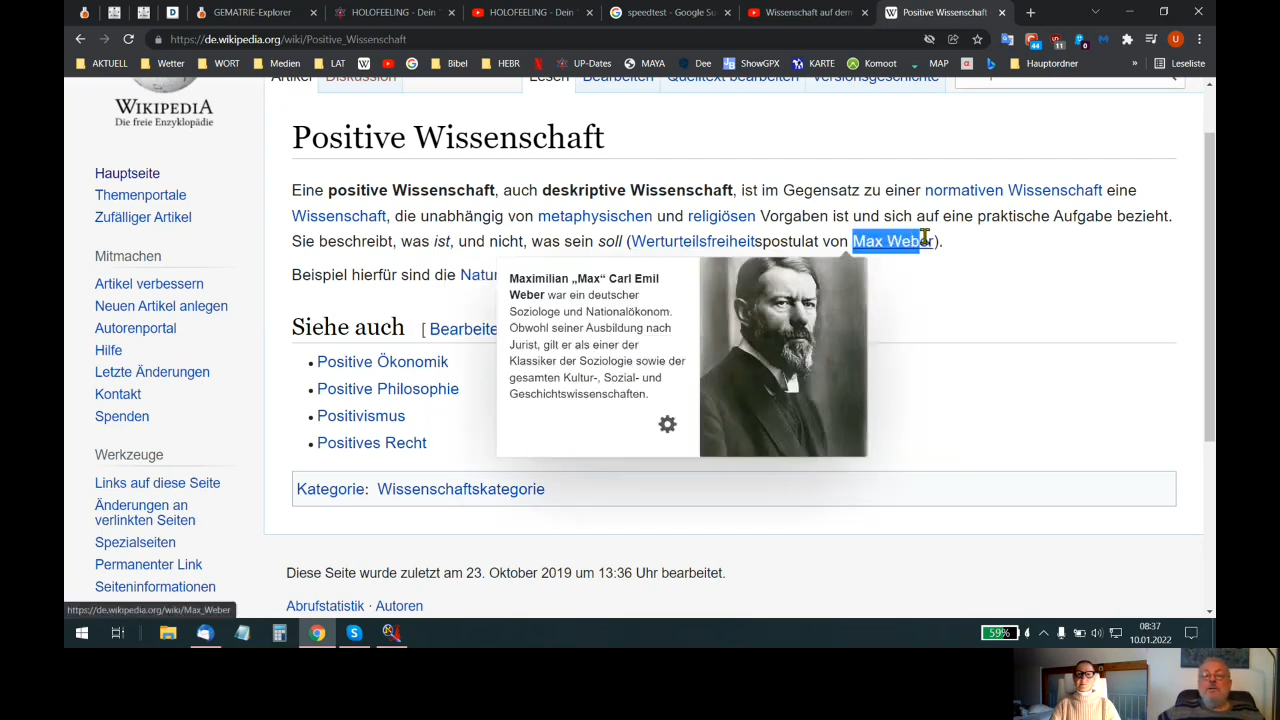 GEMATRIE-Explorer
HOLOFEELING - Dein
HOLOFEELING - Dein
speedtest - Google Su
Wissenschaft auf dem
Positive Wissenschaft
https://de.wikipedia.org/wiki/Positive_Wissenschaft
44
11
0
U
AKTUELL
Wetter
WORT
Medien
LAT
Bibel
HEBR
UP-Dates
MAYA
Dee
ShowGPX
KARTE
Komoot
MAP
Hauptordner
»
Leseliste
WIKIPEDIA
Die freie Enzyklopädie
Artikel
Diskussion
Lesen
Bearbeiten
Quelltext bearbeiten
Versionsgeschichte
Hauptseite
Themenportale
Zufälliger Artikel
Mitmachen
Artikel verbessern
Neuen Artikel anlegen
Autorenportal
Hilfe
Letzte Änderungen
Kontakt
Spenden
Werkzeuge
Links auf diese Seite
Änderungen an
verlinkten Seiten
Spezialseiten
Permanenter Link
Seiteninformationen
https://de.wikipedia.org/wiki/Max_Weber
Positive Wissenschaft
Eine positive Wissenschaft, auch deskriptive Wissenschaft, ist im Gegensatz zu einer normativen Wissenschaft eine
Wissenschaft, die unabhängig von metaphysischen und religiösen Vorgaben ist und sich auf eine praktische Aufgabe bezieht.
Sie beschreibt, was ist, und nicht, was sein soll (Werturteilsfreiheitspostulat von Max Weber).
Beispiel hierfür sind die Natur
Maximilian „Max“ Carl Emil
Weber war ein deutscher
Soziologe und Nationalökonom.
Obwohl seiner Ausbildung nach
Jurist, gilt er als einer der
Klassiker der Soziologie sowie der
gesamten Kultur-, Sozial- und
Geschichtswissenschaften.
Siehe auch [ Bearbeite
• Positive Ökonomik
• Positive Philosophie
• Positivismus
• Positives Recht
Kategorie: Wissenschaftskategorie
Diese Seite wurde zuletzt am 23. Oktober 2019 um 13:36 Uhr bearbeitet.
Abrufstatistik · Autoren
59%
08:37
10.01.2022